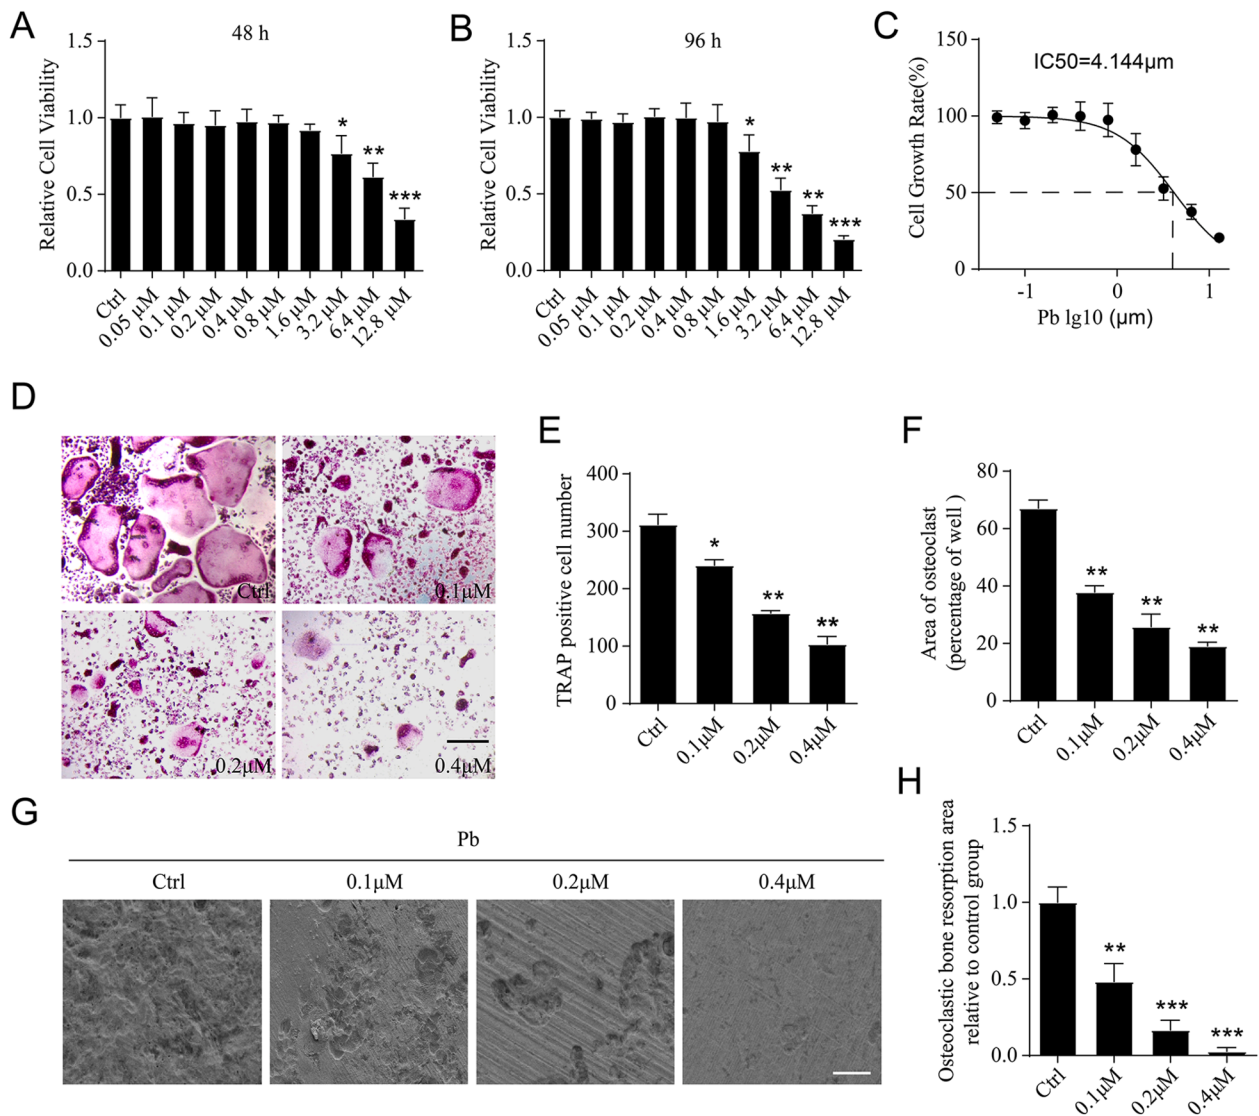 A
48 h
Relative Cell Viability
1.5
1.0
0.5
0.0
*
**
***
Ctrl
0.05 µM
0.1 µM
0.2 µM
0.4 µM
0.8 µM
1.6 µM
3.2 µM
6.4 µM
12.8 µM
B
96 h
Relative Cell Viability
1.5
1.0
0.5
0.0
*
**
**
***
Ctrl
0.05 µM
0.1 µM
0.2 µM
0.4 µM
0.8 µM
1.6 µM
3.2 µM
6.4 µM
12.8 µM
C
IC50=4.144µm
Cell Growth Rate(%)
150
100
50
0
-1
0
1
Pb lg10 (µm)
D
Ctrl
0.1µM
0.2µM
0.4µM
E
TRAP positive cell number
400
300
200
100
0
*
**
**
Ctrl
0.1µM
0.2µM
0.4µM
F
Area of osteoclast
(percentage of well )
80
60
40
20
0
**
**
**
Ctrl
0.1µM
0.2µM
0.4µM
G
Pb
Ctrl
0.1µM
0.2µM
0.4µM
H
Osteoclastic bone resorption area
relative to control group
1.5
1.0
0.5
0.0
**
***
***
Ctrl
0.1µM
0.2µM
0.4µM